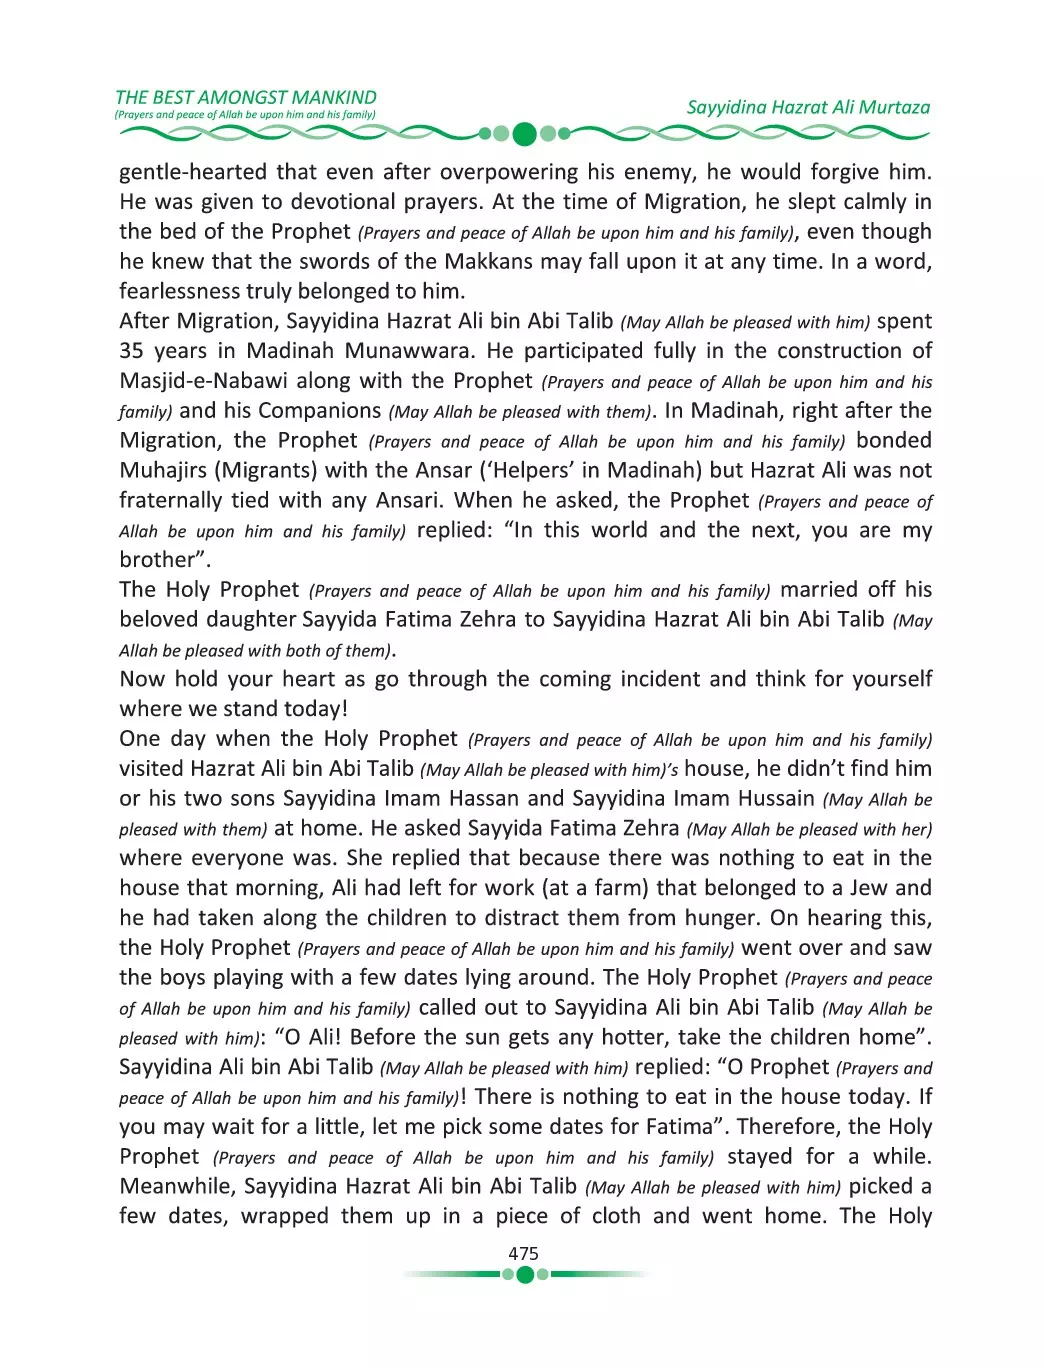 THE BEST AMONGST MANKIND
(Prayers and peace of Allah be upon him and his family)
Sayyidina Hazrat Ali Murtaza
gentle-hearted that even after overpowering his enemy, he would forgive him.
He was given to devotional prayers. At the time of Migration, he slept calmly in
the bed of the Prophet (Prayers and peace of Allah be upon him and his family), even though
he knew that the swords of the Makkans may fall upon it at any time. In a word,
fearlessness truly belonged to him.
After Migration, Sayyidina Hazrat Ali bin Abi Talib (May Allah be pleased with him) spent
35 years in Madinah Munawwara. He participated fully in the construction of
Masjid-e-Nabawi along with the Prophet (Prayers and peace of Allah be upon him and his
family) and his Companions (May Allah be pleased with them). In Madinah, right after the
Migration, the Prophet (Prayers and peace of Allah be upon him and his family) bonded
Muhajirs (Migrants) with the Ansar (‘Helpers’ in Madinah) but Hazrat Ali was not
fraternally tied with any Ansari. When he asked, the Prophet (Prayers and peace of
Allah be upon him and his family) replied: “In this world and the next, you are my
brother”.
The Holy Prophet (Prayers and peace of Allah be upon him and his family) married off his
beloved daughter Sayyida Fatima Zehra to Sayyidina Hazrat Ali bin Abi Talib (May
Allah be pleased with both of them).
Now hold your heart as go through the coming incident and think for yourself
where we stand today!
One day when the Holy Prophet (Prayers and peace of Allah be upon him and his family)
visited Hazrat Ali bin Abi Talib (May Allah be pleased with him)’s house, he didn’t find him
or his two sons Sayyidina Imam Hassan and Sayyidina Imam Hussain (May Allah be
pleased with them) at home. He asked Sayyida Fatima Zehra (May Allah be pleased with her)
where everyone was. She replied that because there was nothing to eat in the
house that morning, Ali had left for work (at a farm) that belonged to a Jew and
he had taken along the children to distract them from hunger. On hearing this,
the Holy Prophet (Prayers and peace of Allah be upon him and his family) went over and saw
the boys playing with a few dates lying around. The Holy Prophet (Prayers and peace
of Allah be upon him and his family) called out to Sayyidina Ali bin Abi Talib (May Allah be
pleased with him): “O Ali! Before the sun gets any hotter, take the children home”.
Sayyidina Ali bin Abi Talib (May Allah be pleased with him) replied: “O Prophet (Prayers and
peace of Allah be upon him and his family)! There is nothing to eat in the house today. If
you may wait for a little, let me pick some dates for Fatima”. Therefore, the Holy
Prophet (Prayers and peace of Allah be upon him and his family) stayed for a while.
Meanwhile, Sayyidina Hazrat Ali bin Abi Talib (May Allah be pleased with him) picked a
few dates, wrapped them up in a piece of cloth and went home. The Holy
475